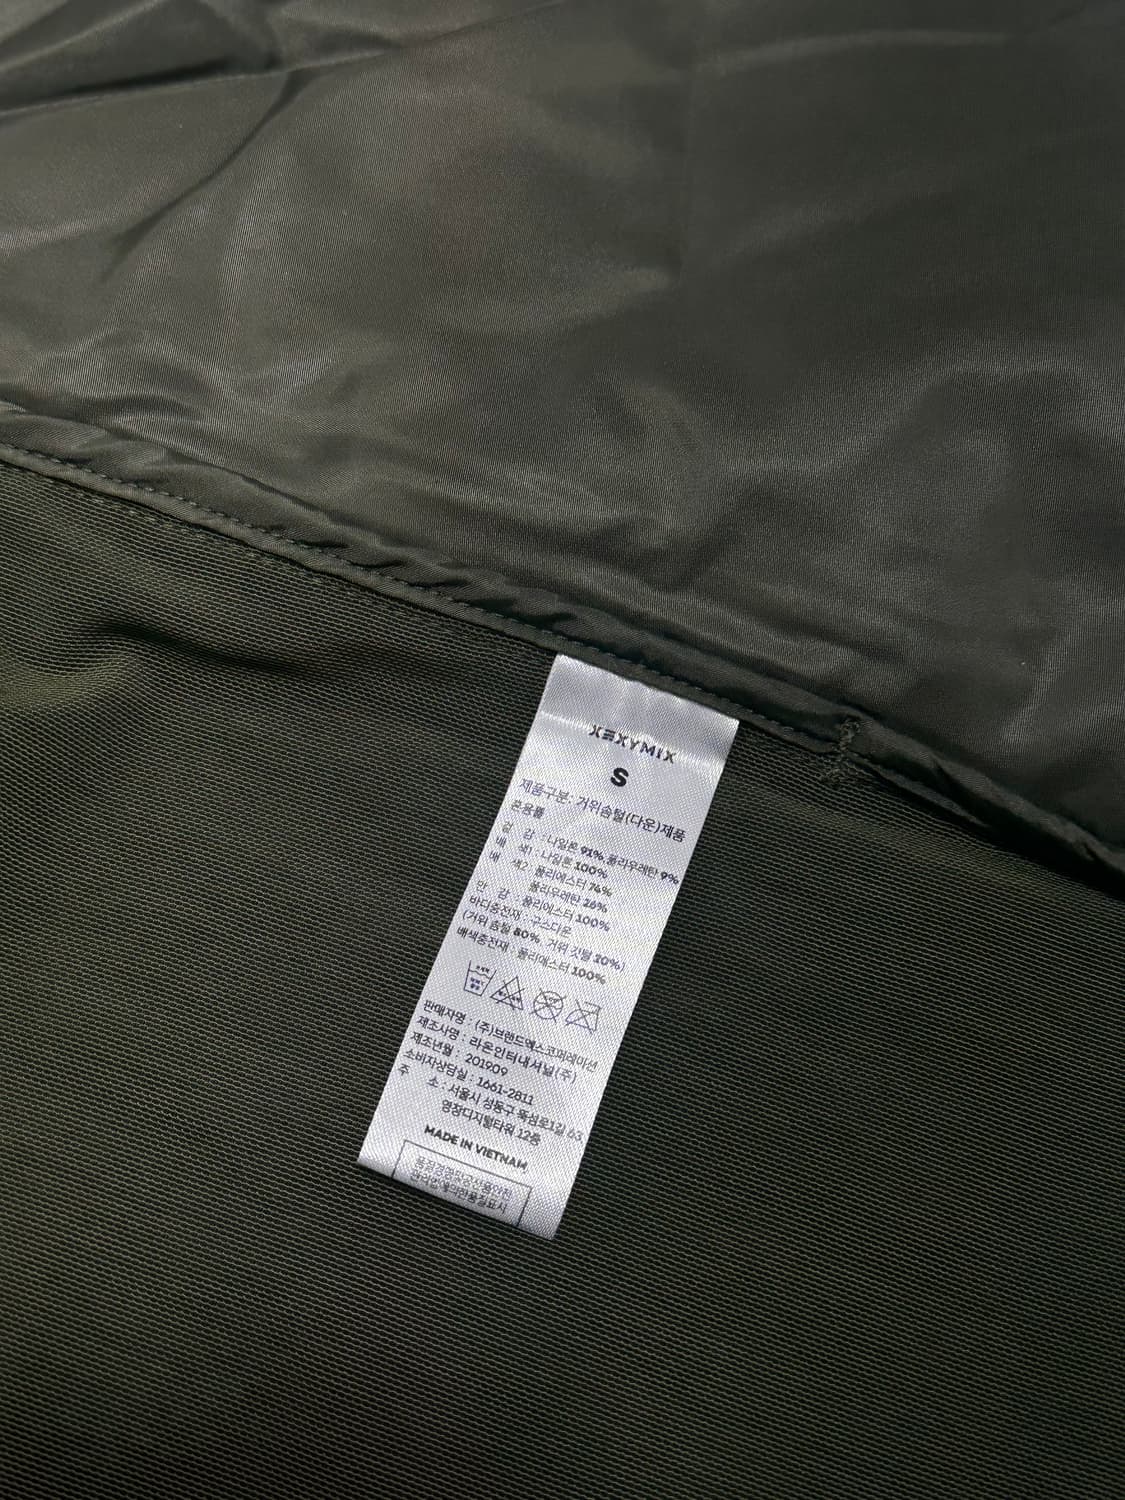 XEXYMIX
S
제품구분: 거위솜털(다운)제품
혼용률
겉 감 : 나일론 91%, 폴리우레탄 9%
배 색1 : 나일론 100%
배 색2 : 폴리에스터 74%
폴리우레탄 26%
안 감 : 폴리에스터 100%
바디충전재 : 구스다운
(거위 솜털 80%, 거위 깃털 20%)
배색충전재 : 폴리에스터 100%
판매자명 : (주)브랜드엑스코퍼레이션
제조사명 : 라온인터내셔널(주)
제조년월 : 201909
소비자상담실 : 1661-2811
주 소 : 서울시 성동구 뚝섬로1길 63
영창디지털타워 12층
MADE IN VIETNAM